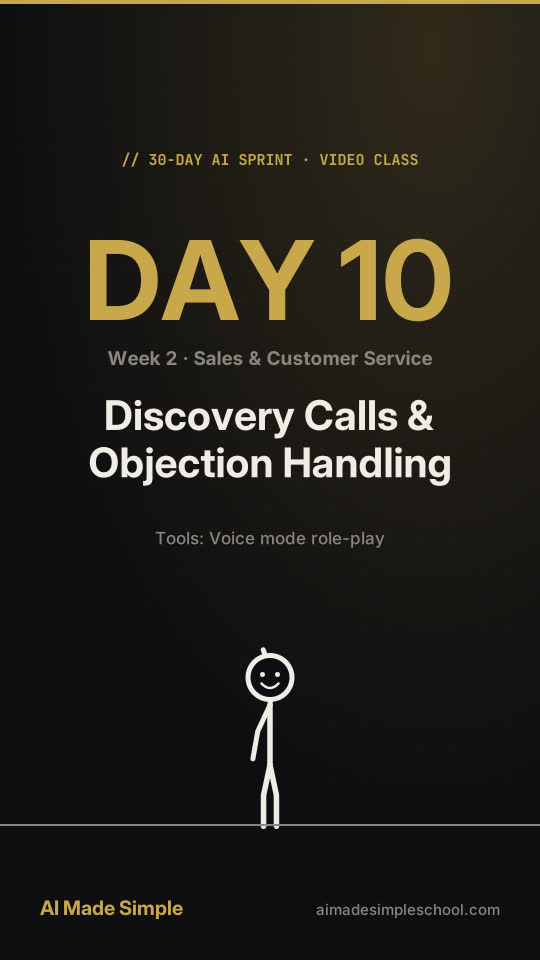 // 30-DAY AI SPRINT · VIDEO CLASS
DAY 10
Week 2 · Sales & Customer Service
Discovery Calls &
Objection Handling
Tools: Voice mode role-play
AI Made Simple
aimadesimpleschool.com